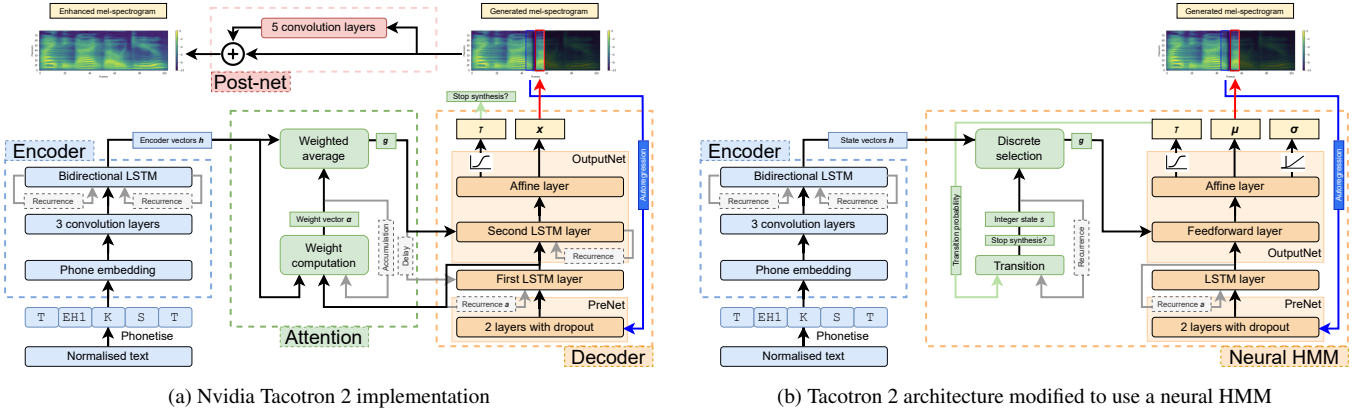 Enhanced mel-spectrogram
5 convolution layers
+
Post-net
Generated mel-spectrogram
Stop synthesis?
τ
x
OutputNet
Affine layer
Second LSTM layer
Recurrence
First LSTM layer
Recurrence a
PreNet
2 layers with dropout
Decoder
Autoregression
Encoder
Encoder vectors h
Bidirectional LSTM
Recurrence
Recurrence
3 convolution layers
Phone embedding
T EH1 K S T
Phonetise
Normalised text
Weighted
average
g
Weight vector α
Weight
computation
Accumulation
Delay
Attention
(a) Nvidia Tacotron 2 implementation
Generated mel-spectrogram
Encoder
State vectors h
Bidirectional LSTM
Recurrence
Recurrence
3 convolution layers
Phone embedding
T EH1 K S T
Phonetise
Normalised text
Discrete
selection
g
Transition probability
Integer state s
Stop synthesis?
Transition
Recurrence
τ
μ
σ
Affine layer
Feedforward layer
OutputNet
LSTM layer
Recurrence a
PreNet
2 layers with dropout
Autoregression
Neural HMM
(b) Tacotron 2 architecture modified to use a neural HMM